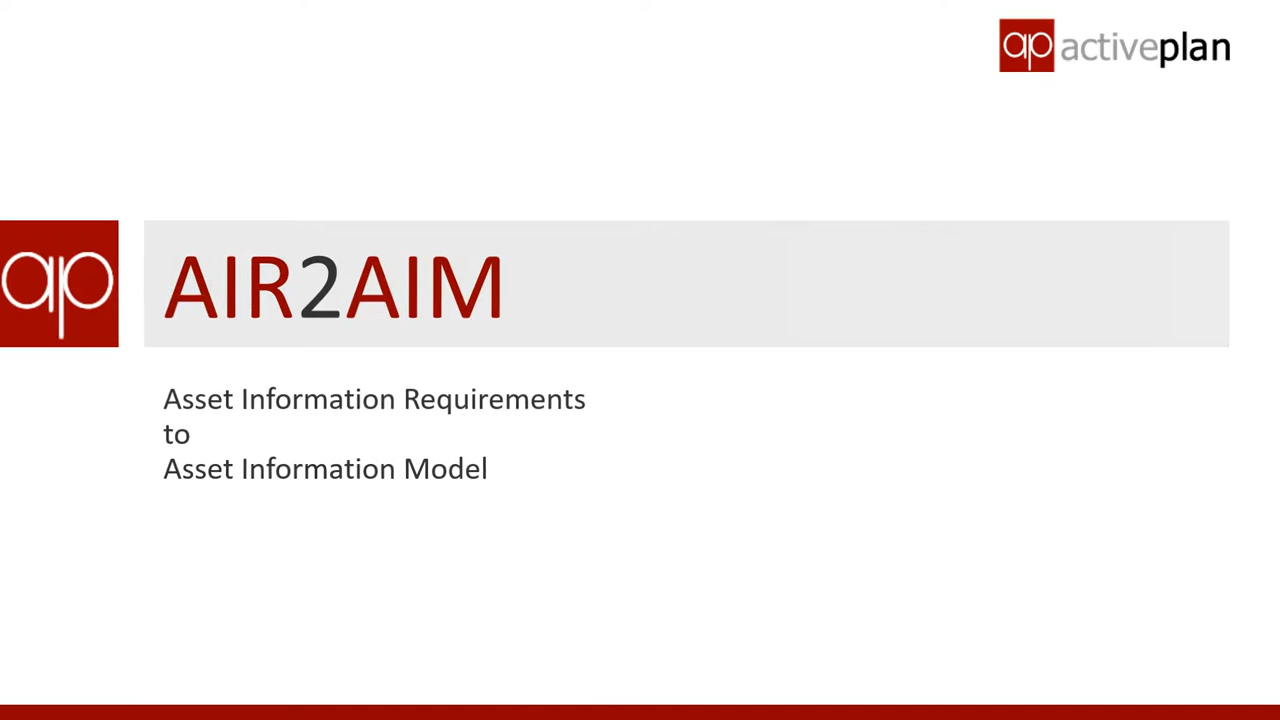 ap activeplan
ap AIR2AIM
Asset Information Requirements
to
Asset Information Model